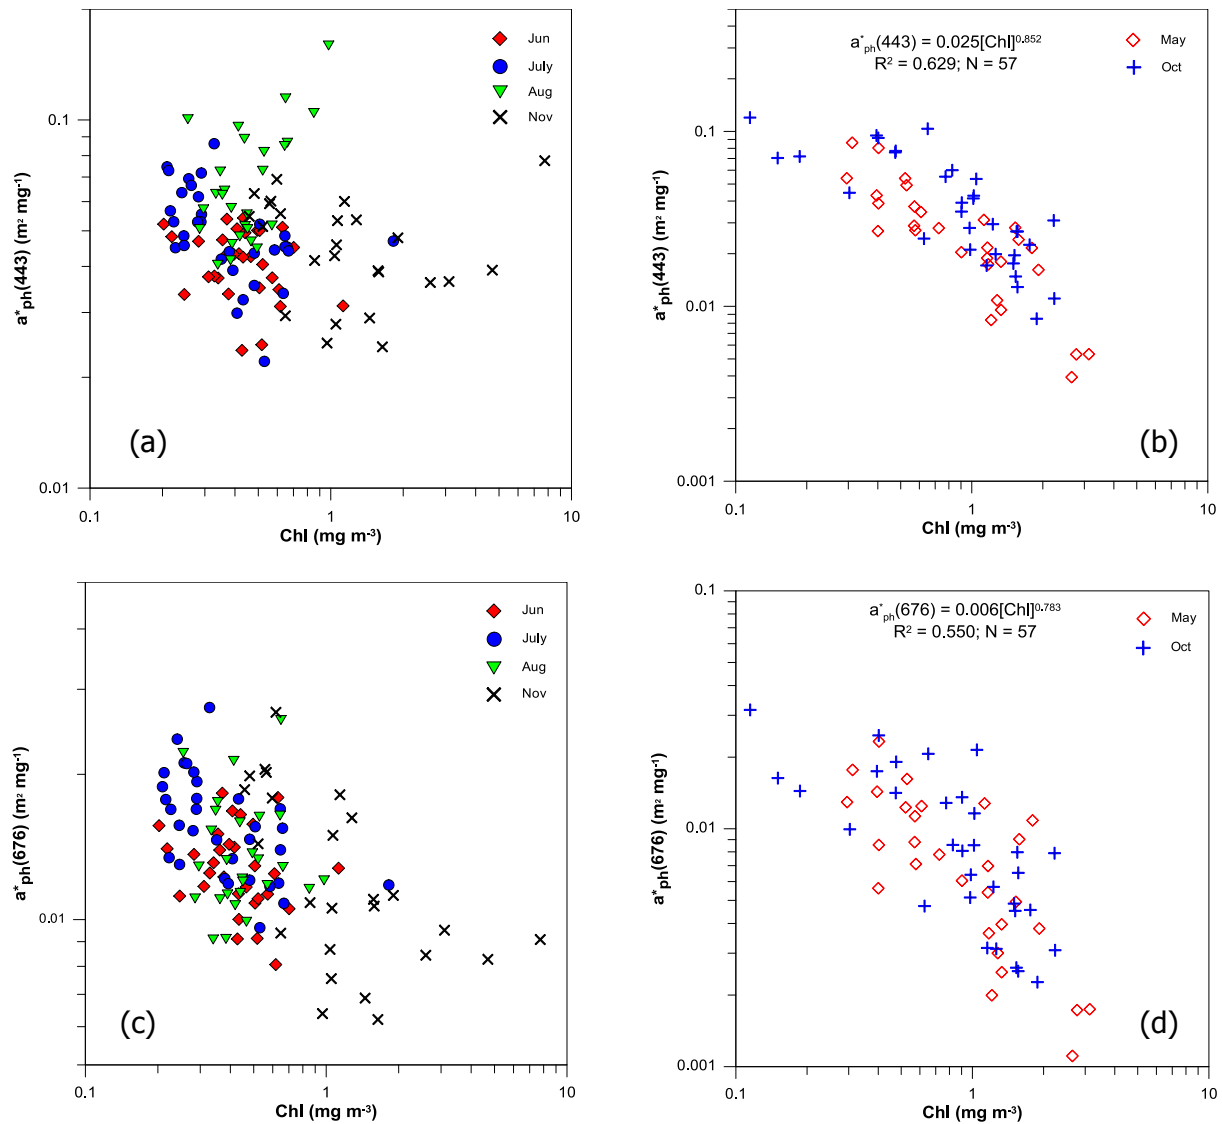 Jun
July
Aug
Nov
0.1
0.01
a*ph(443) (m² mg⁻¹)
(a)
0.1
1
10
Chl (mg m⁻³)
a*ph(443) = 0.025[Chl]^0.852
R² = 0.629; N = 57
May
Oct
1
0.1
0.01
0.001
a*ph(443) (m² mg⁻¹)
(b)
0.1
1
10
Chl (mg m⁻³)
Jun
July
Aug
Nov
0.01
a*ph(676) (m² mg⁻¹)
(c)
0.1
1
10
Chl (mg m⁻³)
a*ph(676) = 0.006[Chl]^0.783
R² = 0.550; N = 57
May
Oct
0.1
0.01
0.001
a*ph(676) (m² mg⁻¹)
(d)
0.1
1
10
Chl (mg m⁻³)